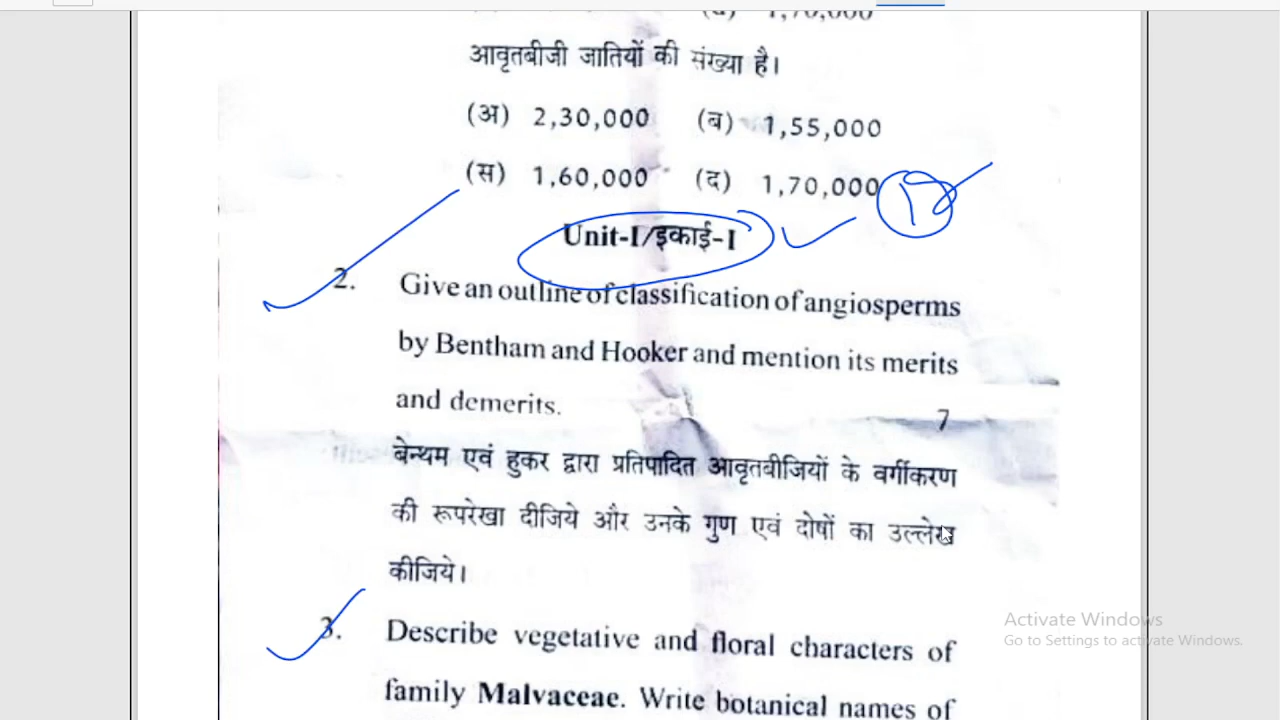 (d) 1,70,000
आवृतबीजी जातियों की संख्या है।
(अ) 2,30,000 (ब) 1,55,000
(स) 1,60,000 (द) 1,70,000
Unit-I/इकाई-I
2. Give an outline of classification of angiosperms
by Bentham and Hooker and mention its merits
and demerits. 7
बेन्थम एवं हुकर द्वारा प्रतिपादित आवृतबीजियों के वर्गीकरण
की रूपरेखा दीजिये और उनके गुण एवं दोषों का उल्लेख
कीजिये।
3. Describe vegetative and floral characters of
family Malvaceae. Write botanical names of
Activate Windows
Go to Settings to activate Windows.